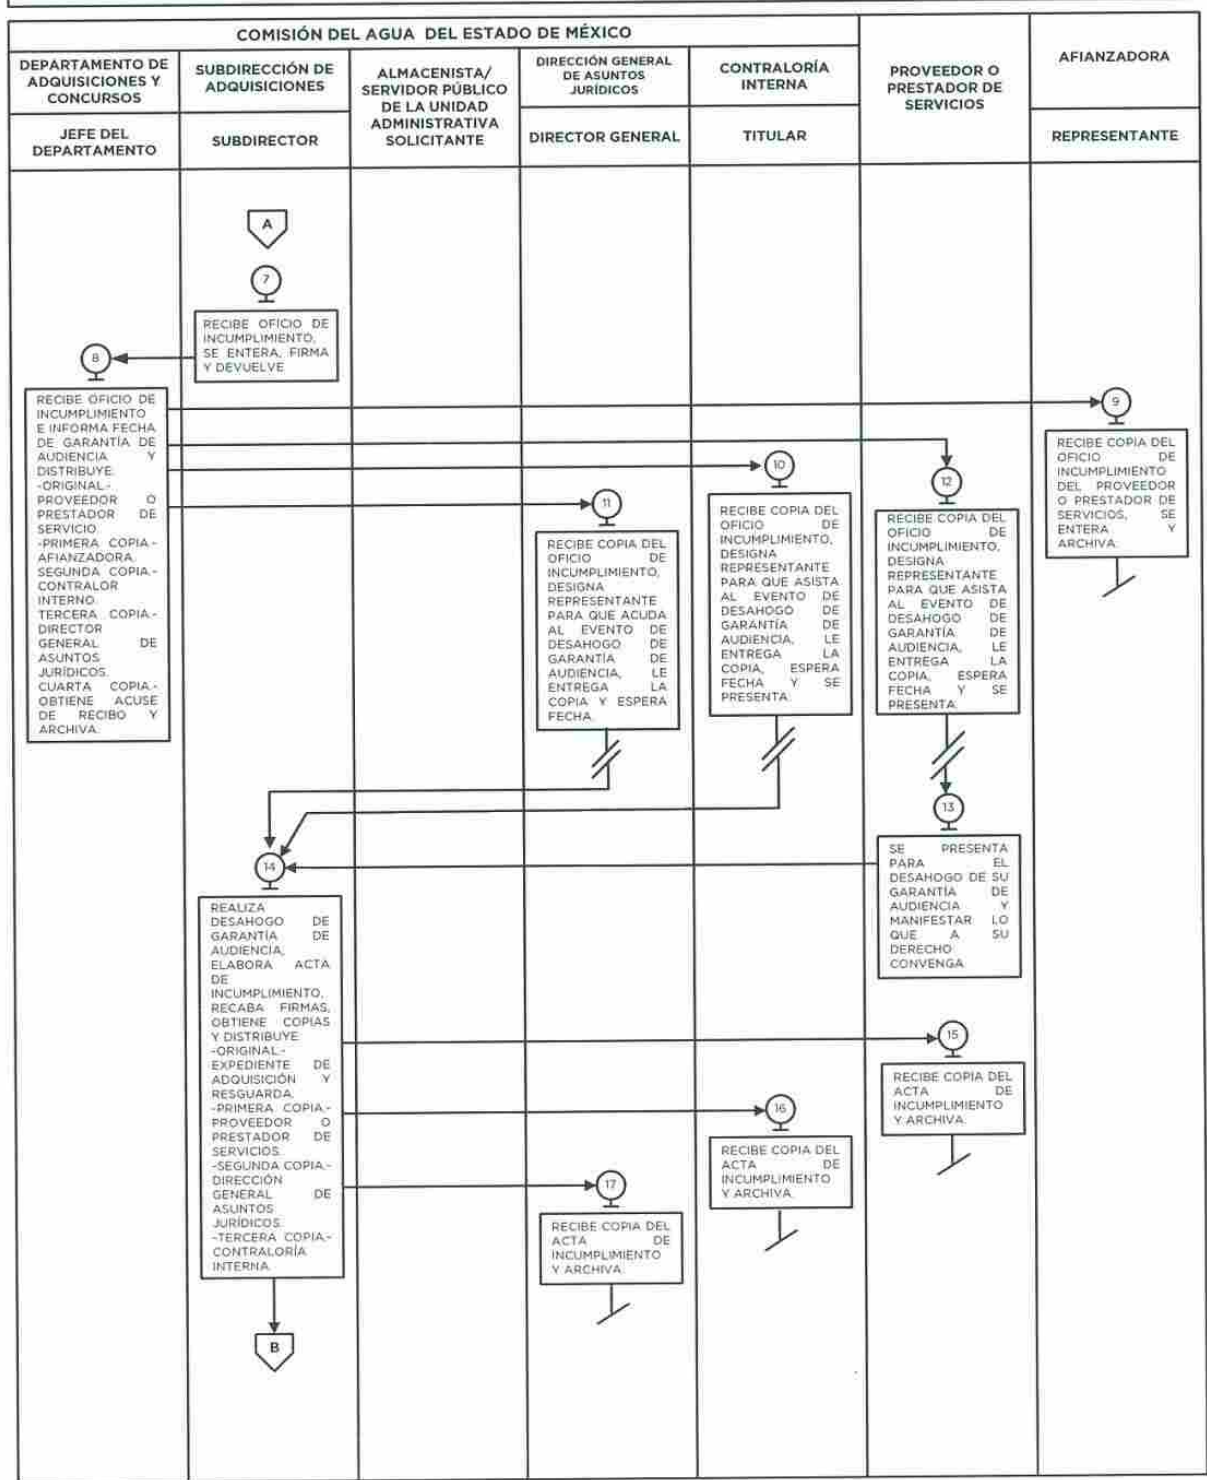 COMISIÓN DEL AGUA DEL ESTADO DE MÉXICO
DEPARTAMENTO DE
ADQUISICIONES Y
CONCURSOS
JEFE DEL
DEPARTAMENTO
SUBDIRECCIÓN DE
ADQUISICIONES
SUBDIRECTOR
ALMACENISTA/
SERVIDOR PÚBLICO
DE LA UNIDAD
ADMINISTRATIVA
SOLICITANTE
DIRECCIÓN GENERAL
DE ASUNTOS
JURÍDICOS
DIRECTOR GENERAL
CONTRALORÍA
INTERNA
TITULAR
PROVEEDOR O
PRESTADOR DE
SERVICIOS
AFIANZADORA
REPRESENTANTE
A
7
RECIBE OFICIO DE
INCUMPLIMIENTO,
SE ENTERA, FIRMA
Y DEVUELVE
8
RECIBE OFICIO DE
INCUMPLIMIENTO
E INFORMA FECHA
DE GARANTÍA DE
AUDIENCIA Y
DISTRIBUYE.
-ORIGINAL.-
PROVEEDOR O
PRESTADOR DE
SERVICIO.
-PRIMERA COPIA.-
AFIANZADORA.
SEGUNDA COPIA.-
CONTRALOR
INTERNO.
TERCERA COPIA.-
DIRECTOR
GENERAL DE
ASUNTOS
JURÍDICOS.
CUARTA COPIA.-
OBTIENE ACUSE
DE RECIBO Y
ARCHIVA.
9
RECIBE COPIA DEL
OFICIO DE
INCUMPLIMIENTO
DEL PROVEEDOR
O PRESTADOR DE
SERVICIOS, SE
ENTERA Y
ARCHIVA.
10
RECIBE COPIA DEL
OFICIO DE
INCUMPLIMIENTO,
DESIGNA
REPRESENTANTE
PARA QUE ASISTA
AL EVENTO DE
DESAHOGO DE
GARANTÍA DE
AUDIENCIA, LE
ENTREGA LA
COPIA, ESPERA
FECHA Y SE
PRESENTA.
11
RECIBE COPIA DEL
OFICIO DE
INCUMPLIMIENTO,
DESIGNA
REPRESENTANTE
PARA QUE ACUDA
AL EVENTO DE
DESAHOGO DE
GARANTÍA DE
AUDIENCIA, LE
ENTREGA LA
COPIA Y ESPERA
FECHA.
12
RECIBE COPIA DEL
OFICIO DE
INCUMPLIMIENTO,
DESIGNA
REPRESENTANTE
PARA QUE ASISTA
AL EVENTO DE
DESAHOGO DE
GARANTÍA DE
AUDIENCIA, LE
ENTREGA LA
COPIA, ESPERA
FECHA Y SE
PRESENTA.
13
SE PRESENTA
PARA EL
DESAHOGO DE SU
GARANTÍA DE
AUDIENCIA Y
MANIFESTAR LO
QUE A SU
DERECHO
CONVENGA
14
REALIZA
DESAHOGO DE
GARANTÍA DE
AUDIENCIA,
ELABORA ACTA
DE
INCUMPLIMIENTO,
RECABA FIRMAS,
OBTIENE COPIAS
Y DISTRIBUYE
-ORIGINAL.-
EXPEDIENTE DE
ADQUISICIÓN Y
RESGUARDA.
-PRIMERA COPIA.-
PROVEEDOR O
PRESTADOR DE
SERVICIOS.
-SEGUNDA COPIA.-
DIRECCIÓN
GENERAL DE
ASUNTOS
JURÍDICOS.
-TERCERA COPIA.-
CONTRALORÍA
INTERNA.
15
RECIBE COPIA DEL
ACTA DE
INCUMPLIMIENTO
Y ARCHIVA.
16
RECIBE COPIA DEL
ACTA DE
INCUMPLIMIENTO
Y ARCHIVA.
17
RECIBE COPIA DEL
ACTA DE
INCUMPLIMIENTO
Y ARCHIVA.
B